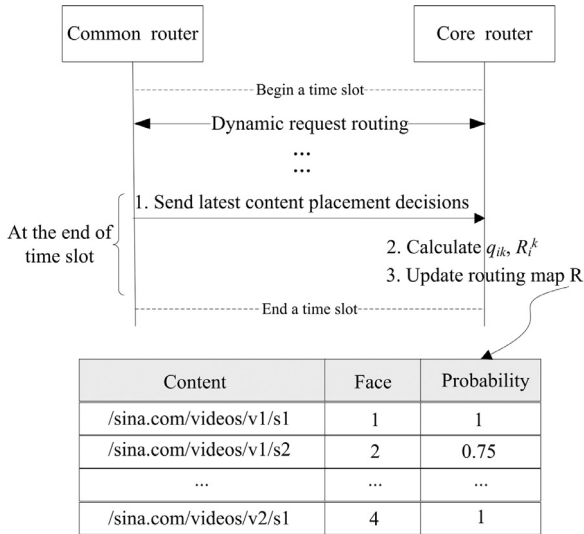 Common router
Core router
Begin a time slot
Dynamic request routing
...
...
1. Send latest content placement decisions
At the end of
time slot
2. Calculate qᵢₖ, Rᵢᵏ
3. Update routing map R
End a time slot
Content Face Probability
/sina.com/videos/v1/s1 1 1
/sina.com/videos/v1/s2 2 0.75
... ... ...
/sina.com/videos/v2/s1 4 1